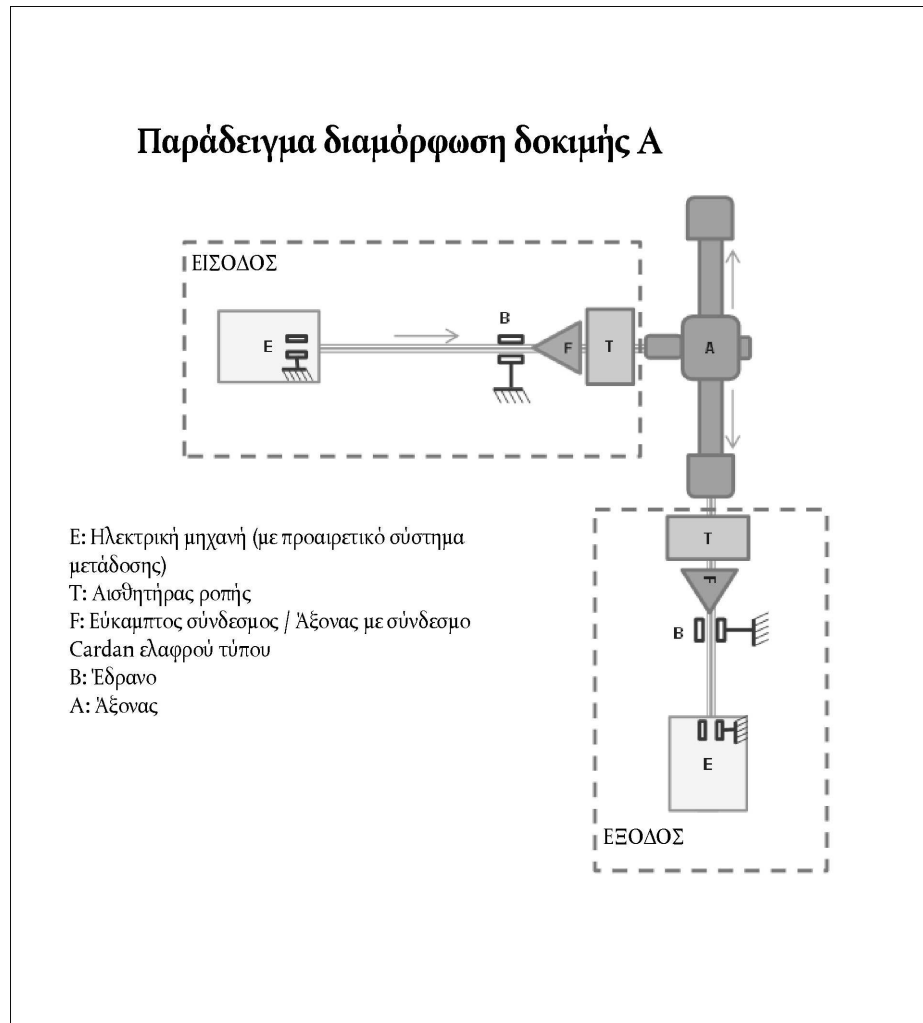 Παράδειγμα διαμόρφωση δοκιμής Α
ΕΙΣΟΔΟΣ
B
E
F
T
A
E: Ηλεκτρική μηχανή (με προαιρετικό σύστημα
μετάδοσης)
T: Αισθητήρας ροπής
F: Εύκαμπτος σύνδεσμος / Άξονας με σύνδεσμο
Cardan ελαφρού τύπου
B: Έδρανο
A: Άξονας
T
F
B
E
ΕΞΟΔΟΣ